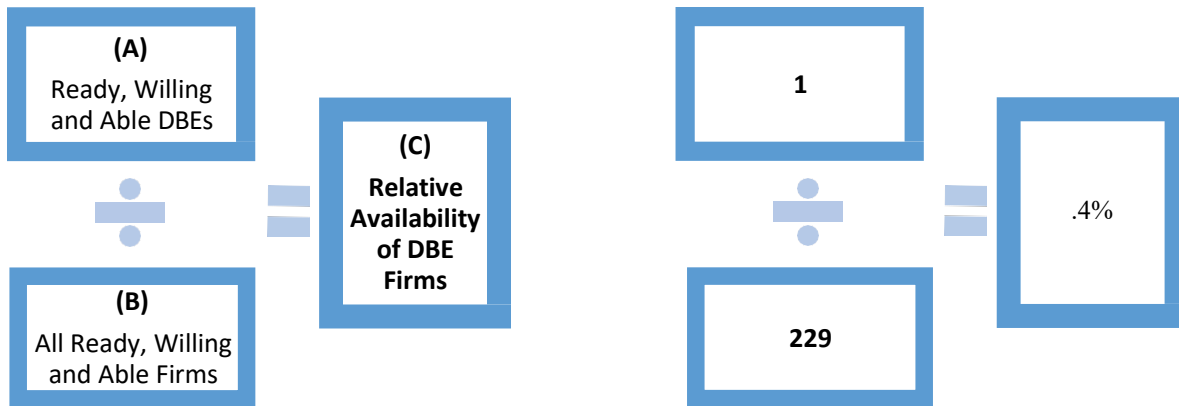 (A)
Ready, Willing
and Able DBEs
(B)
All Ready, Willing
and Able Firms
(C)
Relative
Availability
of DBE
Firms
1
229
.4%